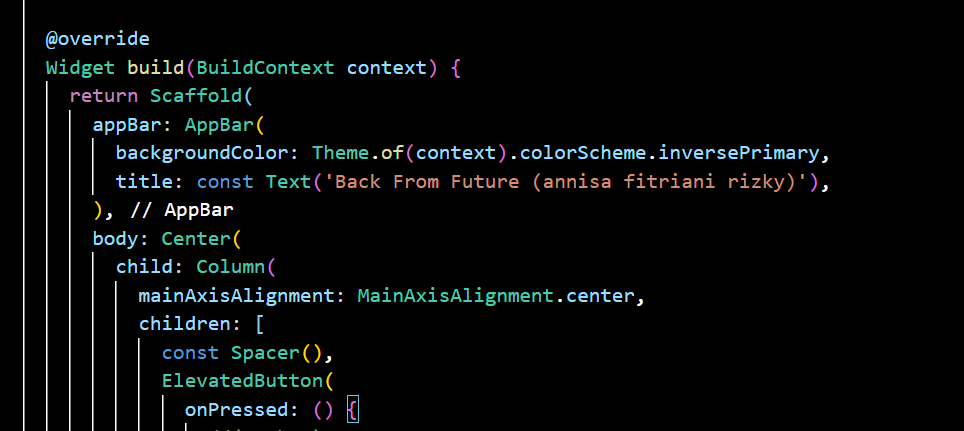 @override
Widget build(BuildContext context) {
return Scaffold(
appBar: AppBar(
backgroundColor: Theme.of(context).colorScheme.inversePrimary,
title: const Text('Back From Future (annisa fitriani rizky)'),
), // AppBar
body: Center(
child: Column(
mainAxisAlignment: MainAxisAlignment.center,
children: [
const Spacer(),
ElevatedButton(
onPressed: () {